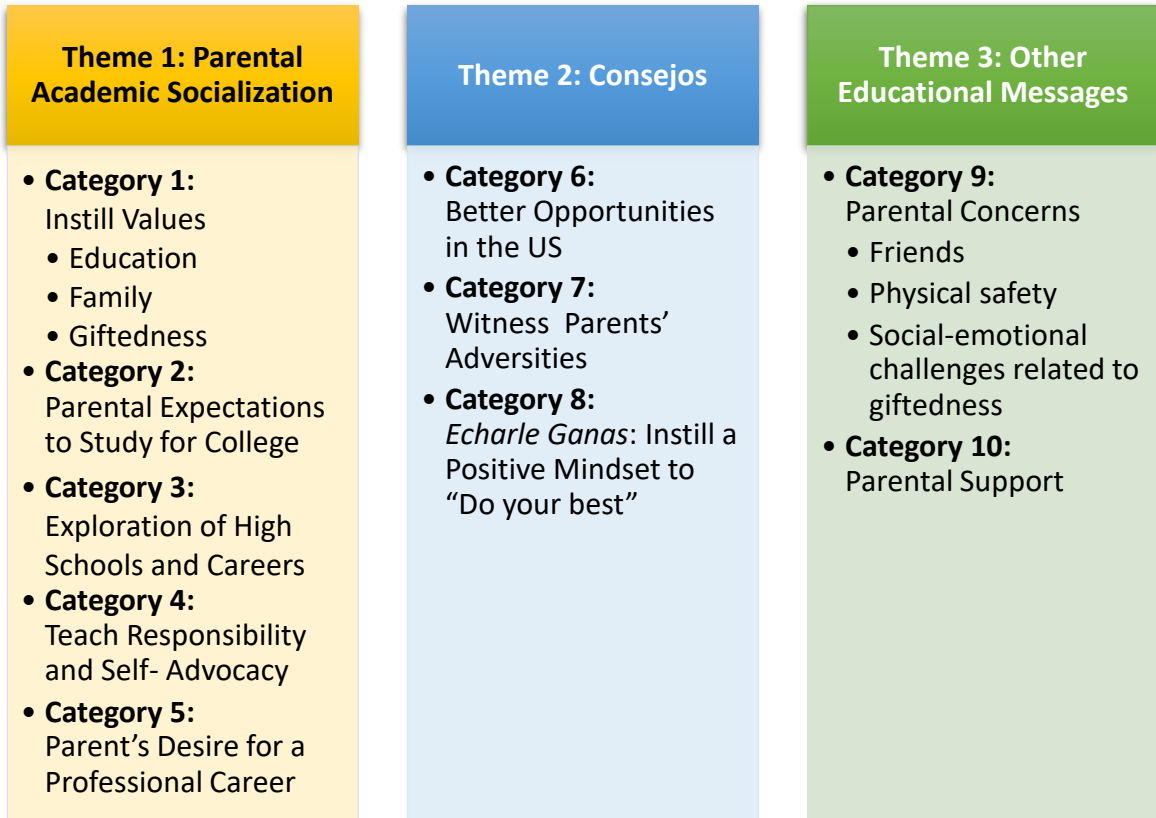 Theme 1: Parental
Academic Socialization
• Category 1:
Instill Values
• Education
• Family
• Giftedness
• Category 2:
Parental Expectations
to Study for College
• Category 3:
Exploration of High
Schools and Careers
• Category 4:
Teach Responsibility
and Self- Advocacy
• Category 5:
Parent’s Desire for a
Professional Career
Theme 2: Consejos
• Category 6:
Better Opportunities
in the US
• Category 7:
Witness  Parents’
Adversities
• Category 8:
Echarle Ganas: Instill a
Positive Mindset to
“Do your best”
Theme 3: Other
Educational Messages
• Category 9:
Parental Concerns
• Friends
• Physical safety
• Social-emotional
challenges related to
giftedness
• Category 10:
Parental Support